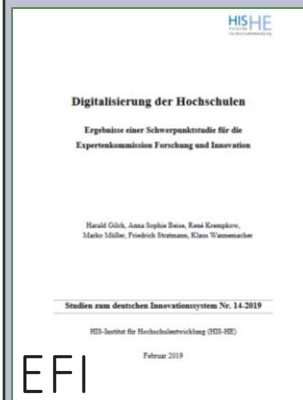 HIS HE
Digitalisierung der Hochschulen
Ergebnisse einer Schwerpunktstudie für die
Expertenkommission Forschung und Innovation
Harald Gilch, Anna Sophie Beise, René Krempkow,
Marko Müller, Friedrich Stratmann, Klaus Wannemacher
Studien zum deutschen Innovationssystem Nr. 14-2019
HIS-Institut für Hochschulentwicklung (HIS-HE)
Februar 2019
EFI